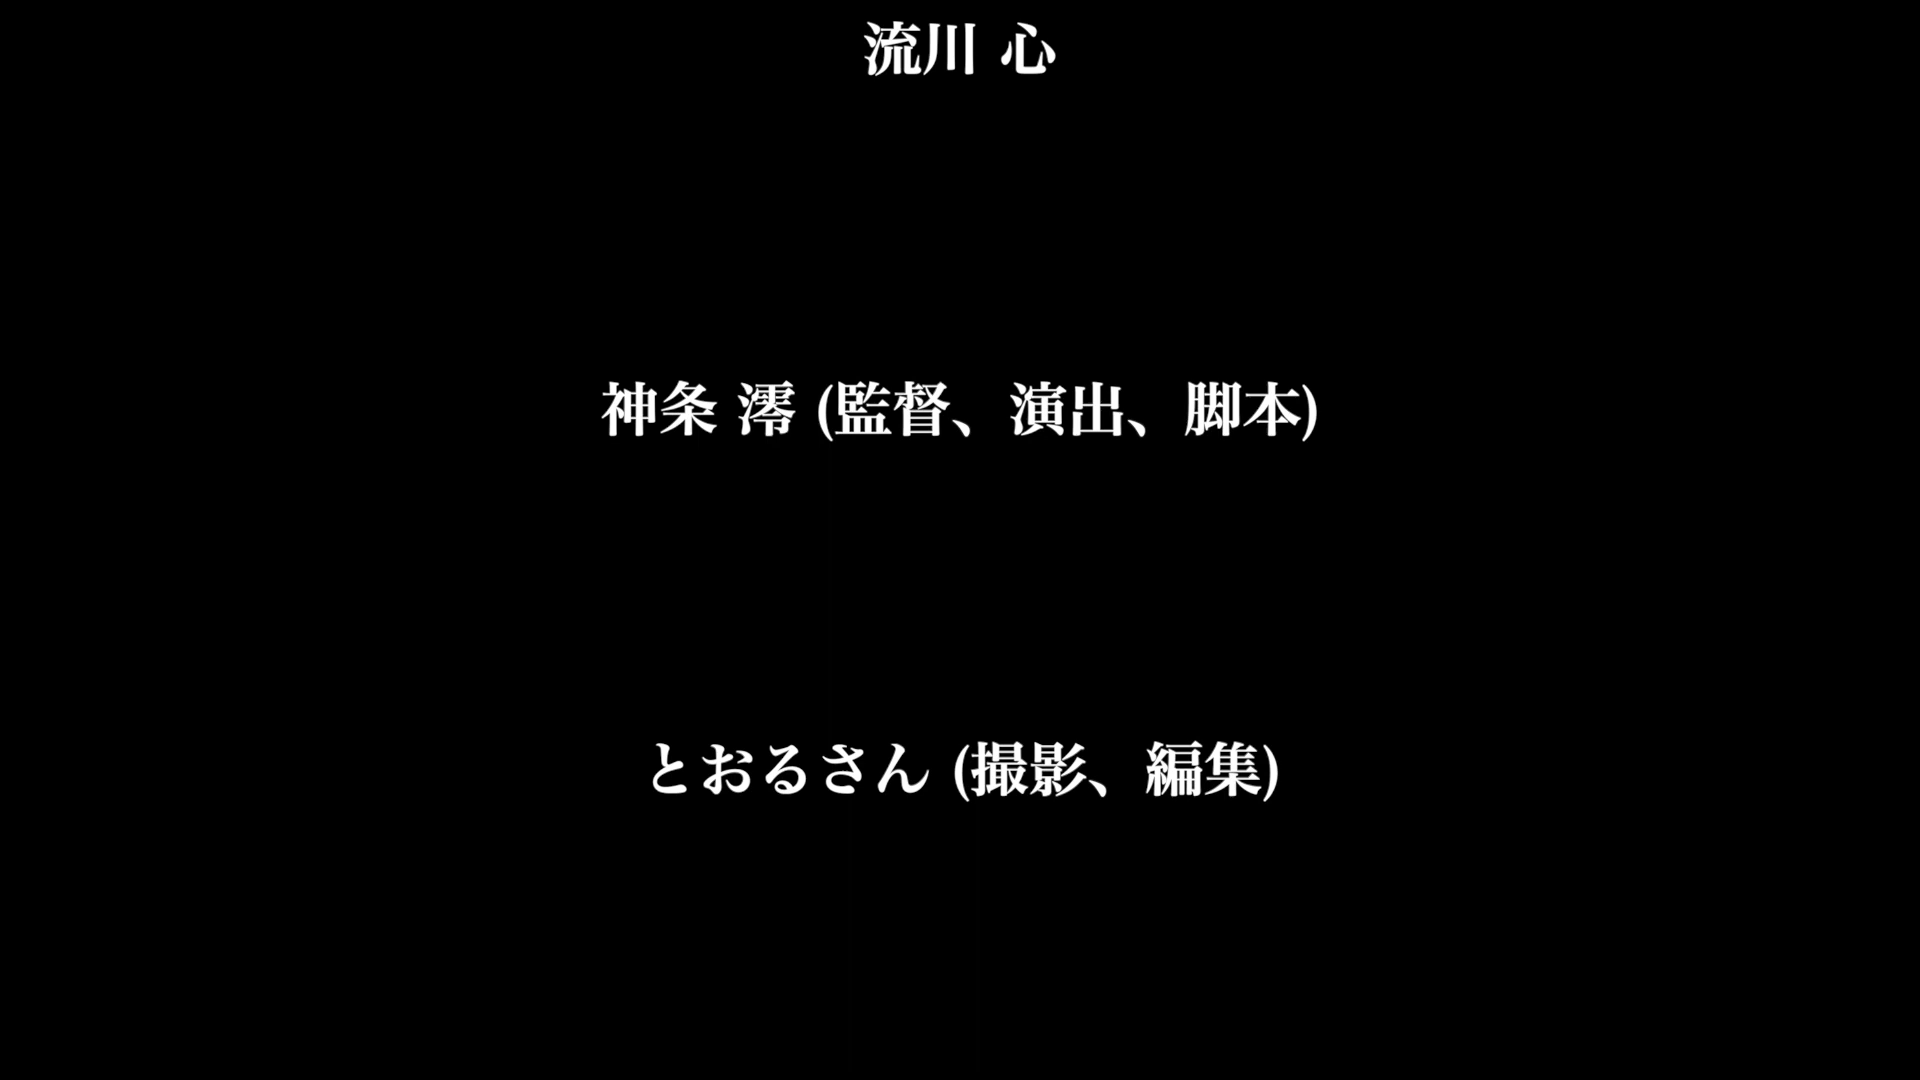 流川 心
神条 澪 (監督、演出、脚本)
とおるさん (撮影、編集)